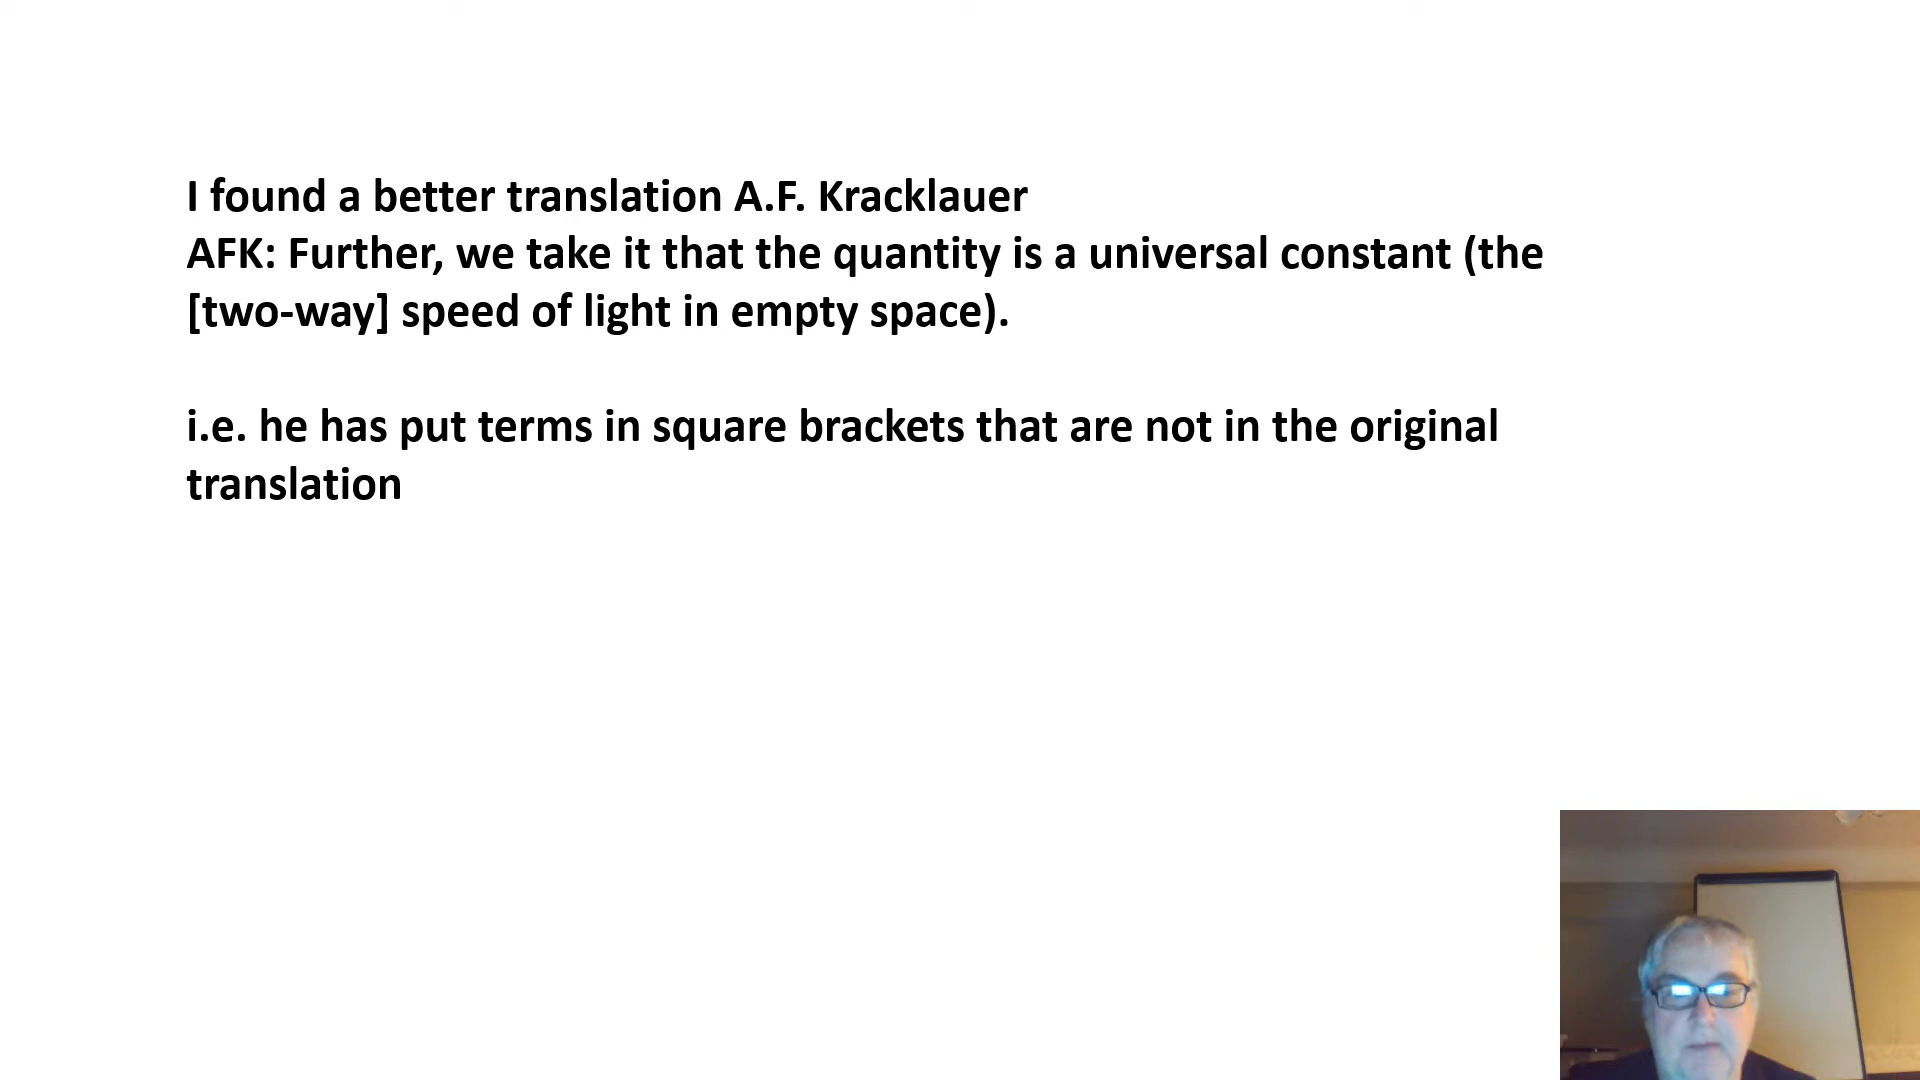 I found a better translation A.F. Kracklauer
AFK: Further, we take it that the quantity is a universal constant (the
[two-way] speed of light in empty space).
i.e. he has put terms in square brackets that are not in the original
translation